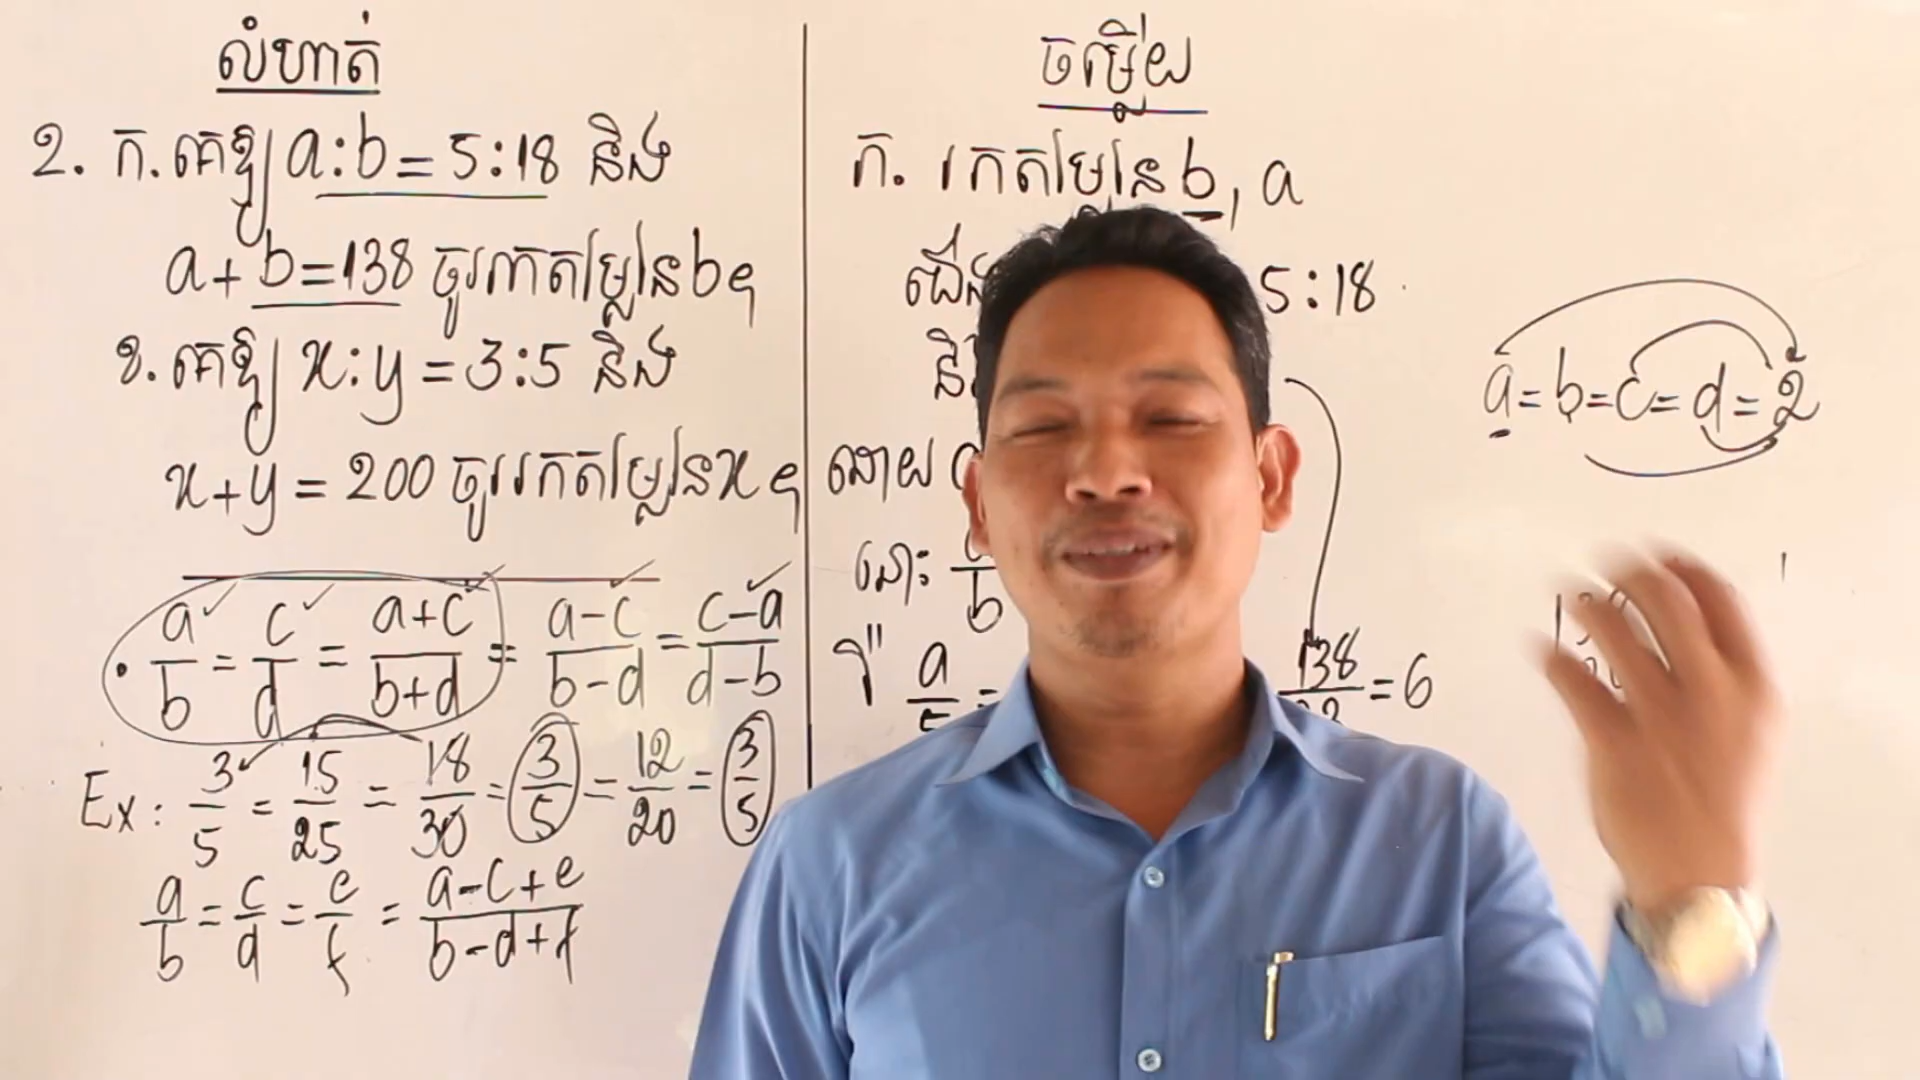 លំហាត់
2. ក. គេឱ្យ a:b = 5:18 និង
a+b=138 ចូររកតម្លៃនៃ b ។
ខ. គេឱ្យ x:y = 3:5 និង
x+y = 200 ចូររកតម្លៃនៃ x ។
• a/b = c/d = a+c/b+d = a-c/b-d = c-a/d-b
Ex: 3/5 = 15/25 = 18/30 = 3/5 = 12/20 = 3/5
a/b = c/d = e/f = a-c+e/b-d+f
ចម្លើយ
ក. រកតម្លៃនៃ b, a
5:18
ដោយ
នោះ: b
a = 138 = 6
a=b=c=d=2